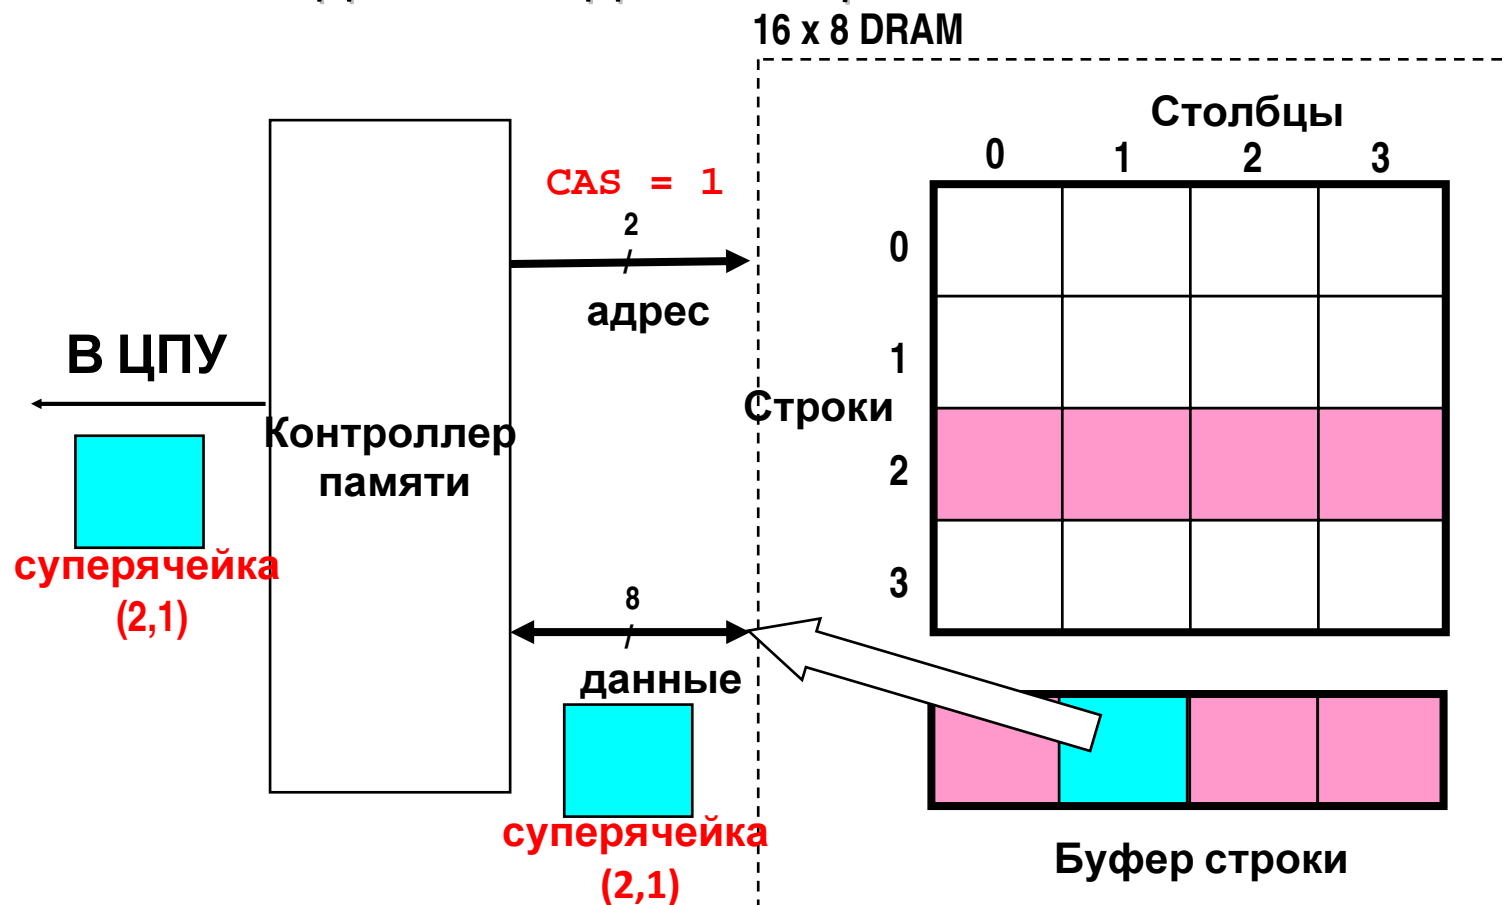 16 x 8 DRAM
Столбцы
0 1 2 3
CAS = 1
2
адрес
0
1
Строки
2
3
В ЦПУ
Контроллер
памяти
суперячейка
(2,1)
8
данные
суперячейка
(2,1)
Буфер строки